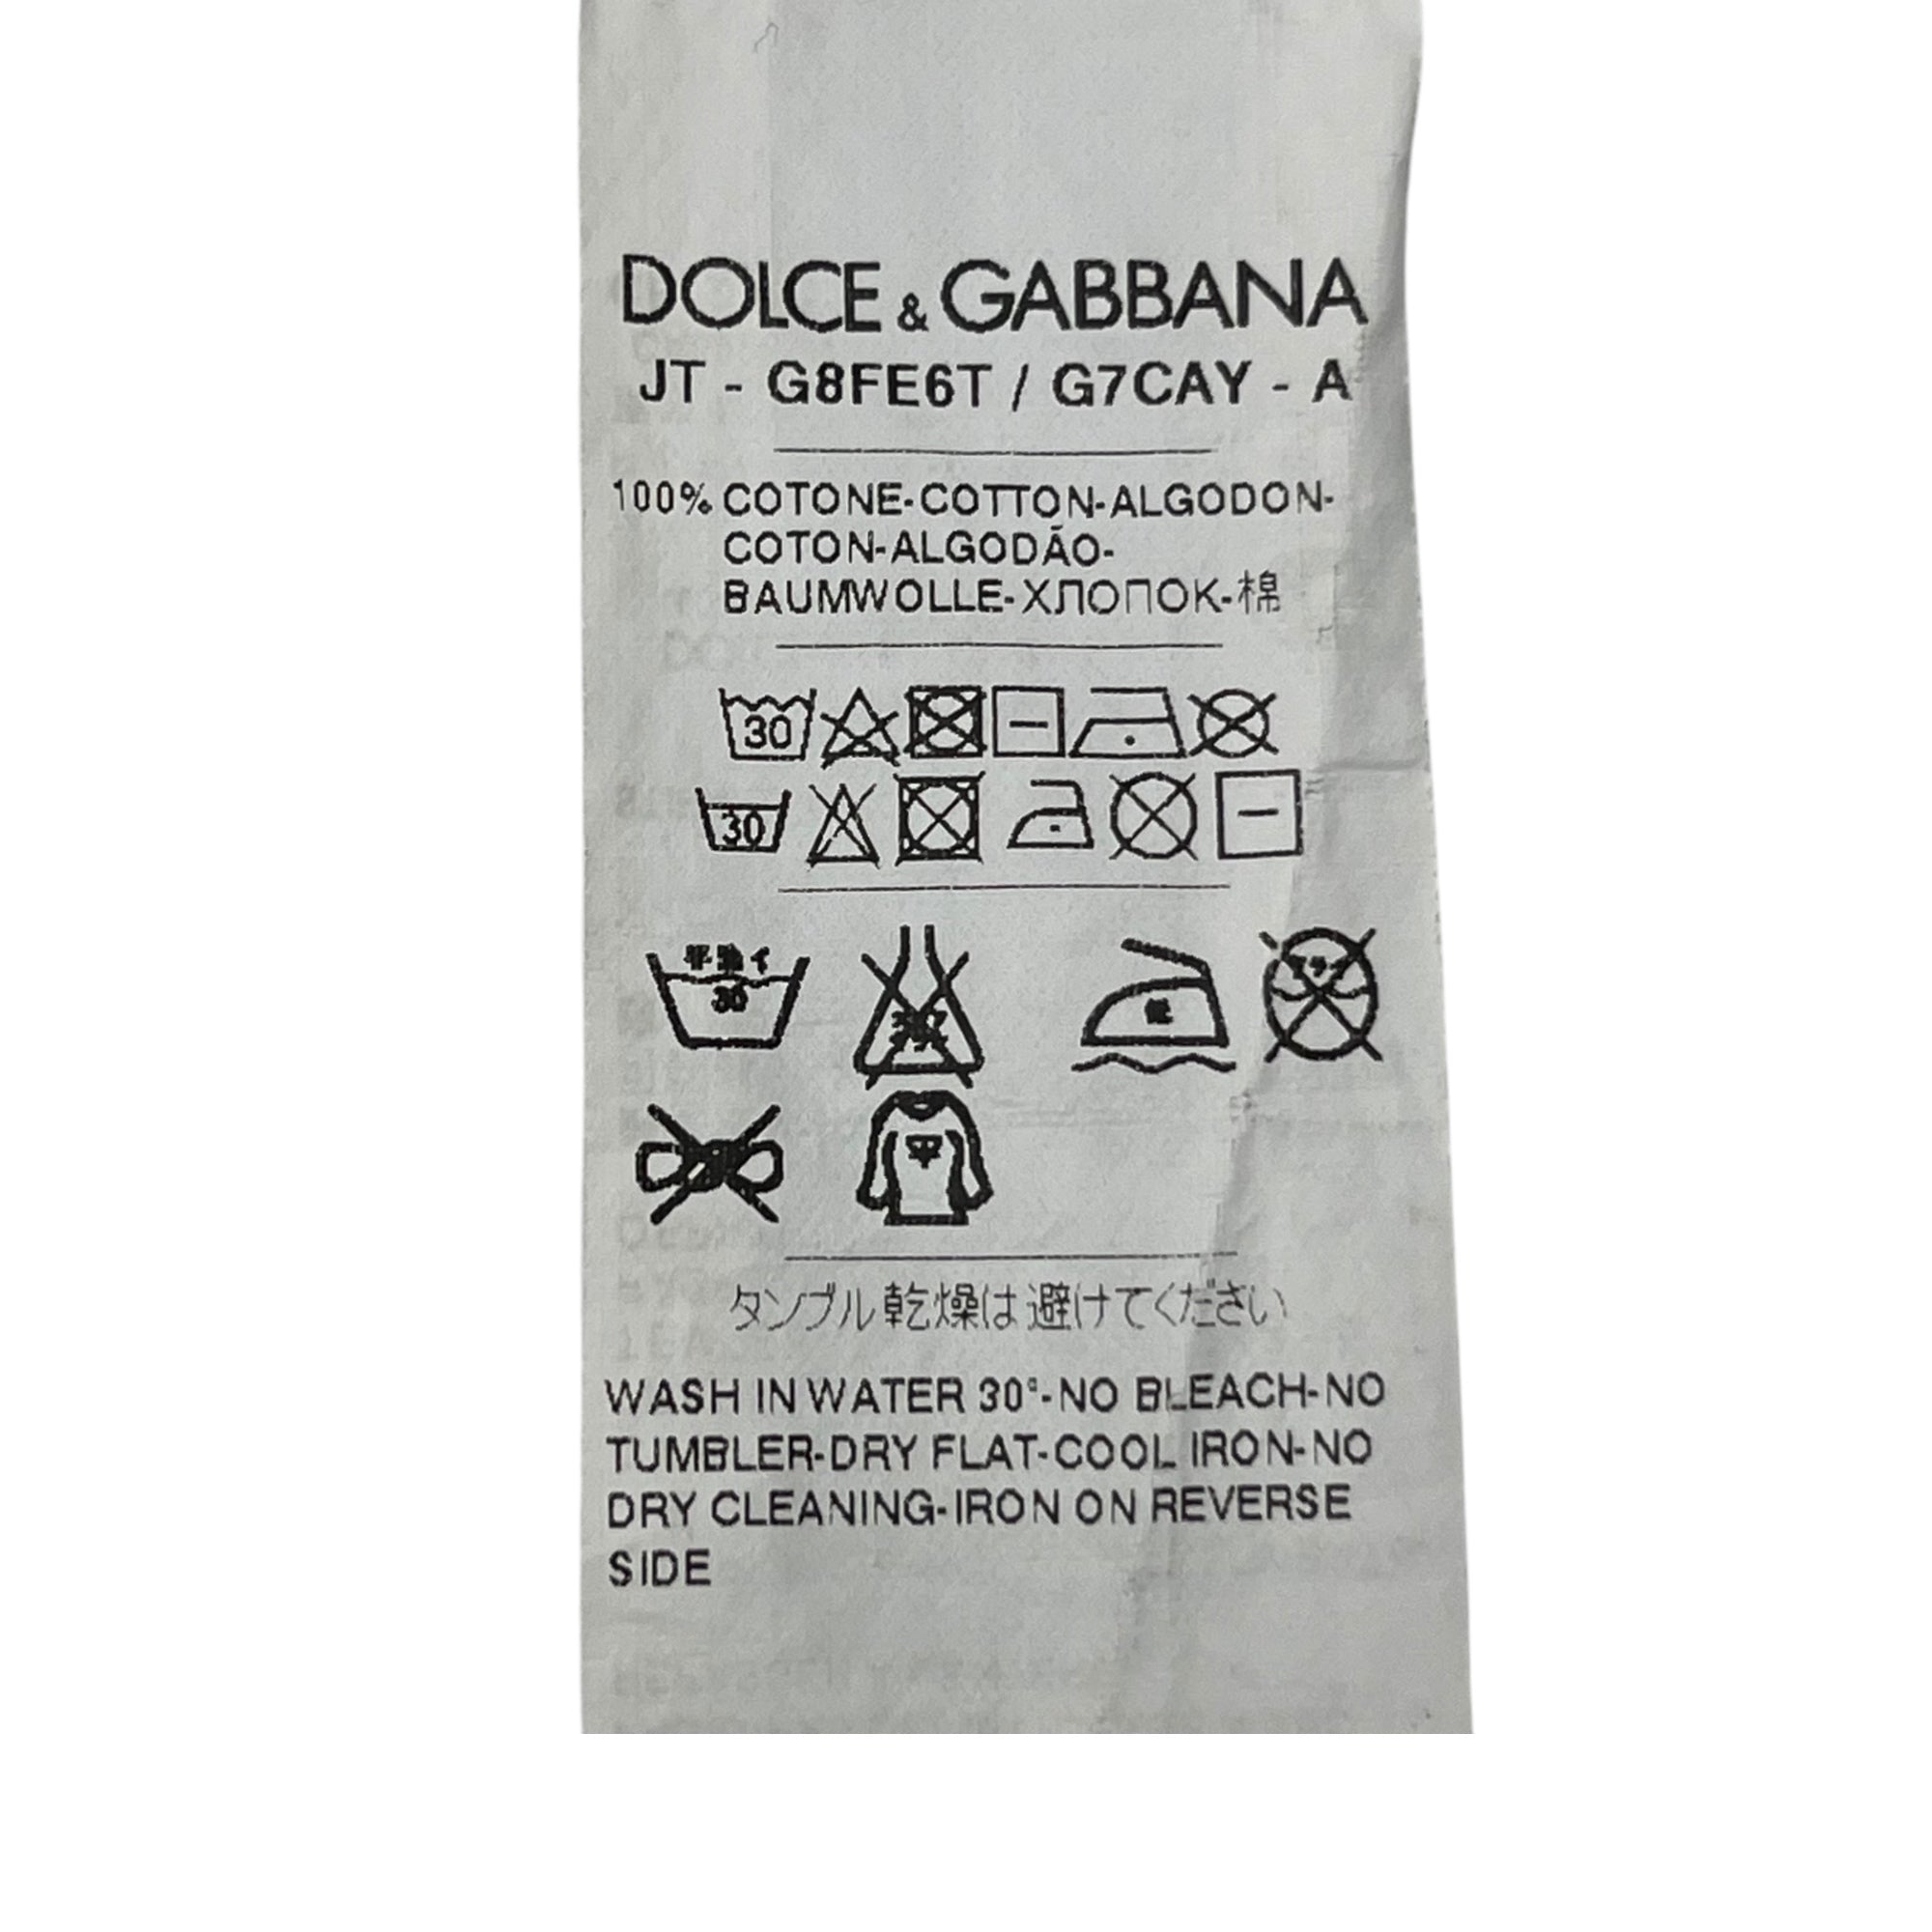 DOLCE & GABBANA
JT - G8FE6T / G7CAY - A
100% COTONE-COTTON-ALGODON-
COTON-ALGODÃO-
BAUMWOLLE-ХЛОПОК-棉
30
30
30
タンブル乾燥は避けてください
WASH IN WATER 30°-NO BLEACH-NO
TUMBLER-DRY FLAT-COOL IRON-NO
DRY CLEANING-IRON ON REVERSE
SIDE